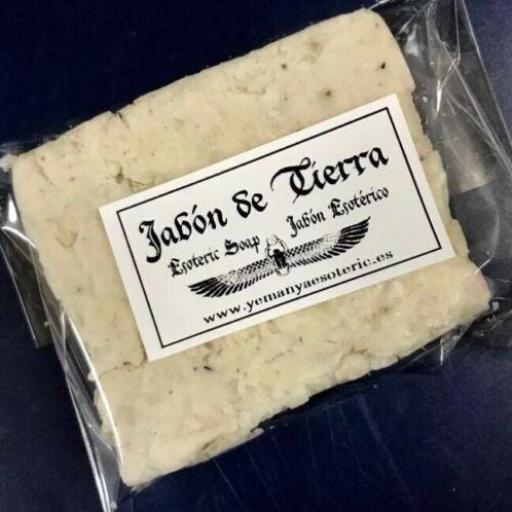 Jabón de Tierra
Esoteric Soap Jabón Esotérico
www.yemanyaesoteric.es